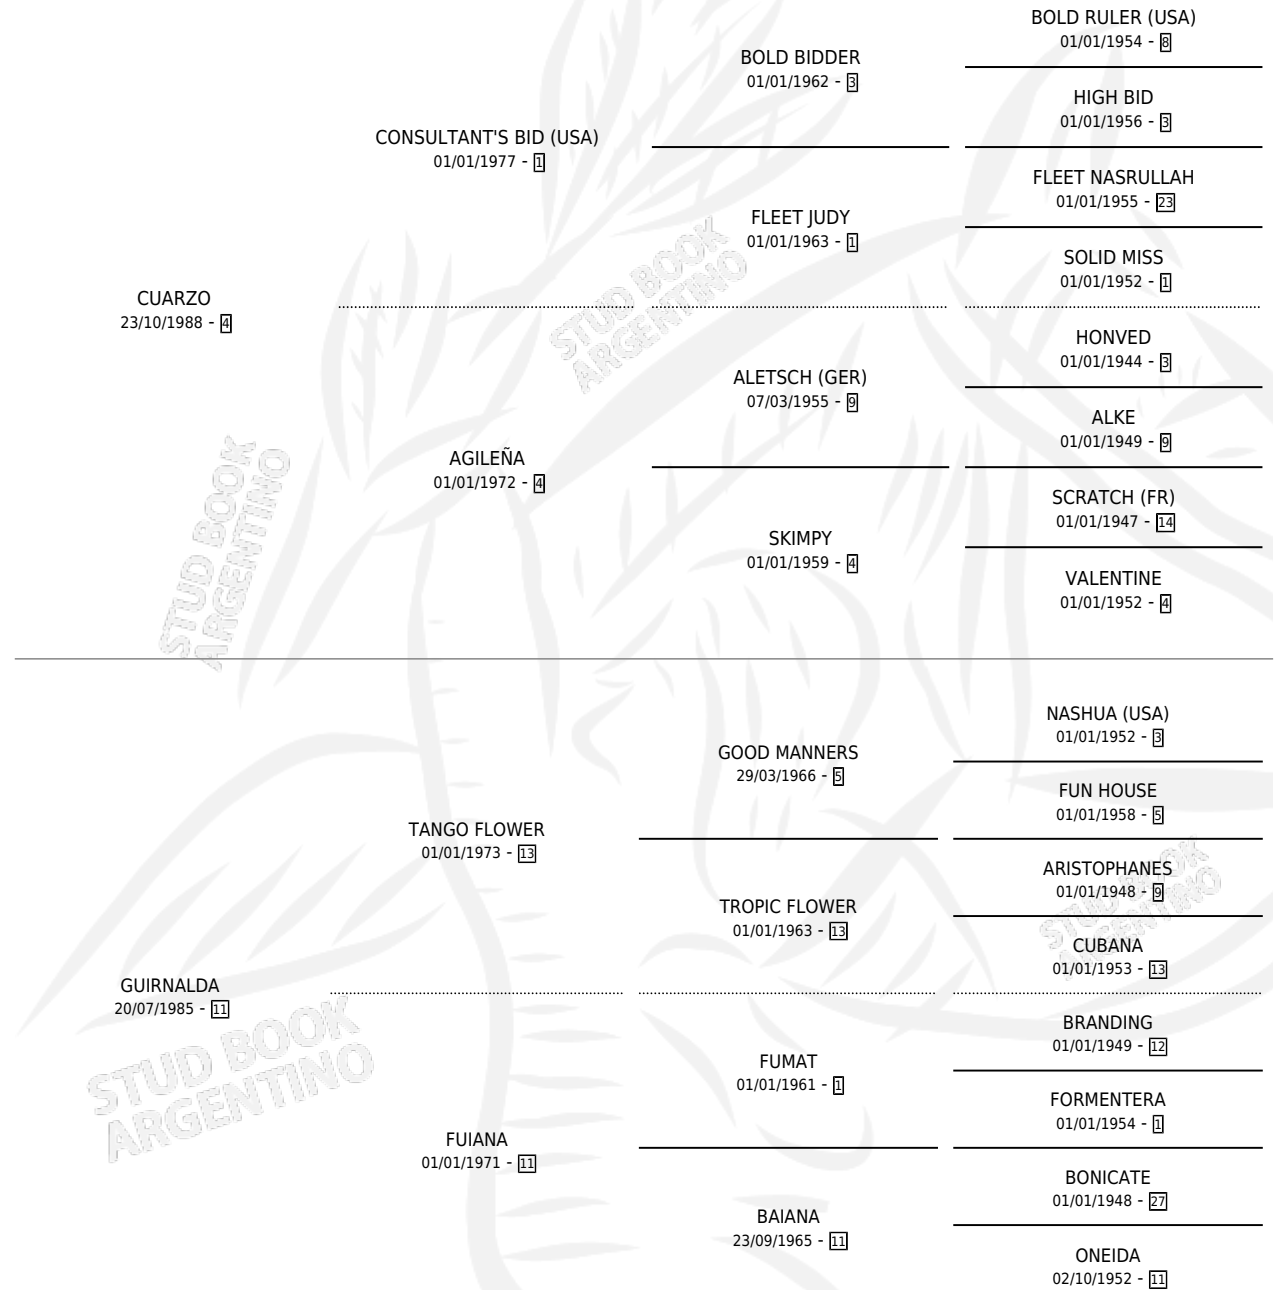 BOLD RULER (USA)
01/01/1954 - 8
BOLD BIDDER
01/01/1962 - 3
HIGH BID
01/01/1956 - 3
CONSULTANT'S BID (USA)
01/01/1977 - 1
FLEET NASRULLAH
01/01/1955 - 23
FLEET JUDY
01/01/1963 - 1
SOLID MISS
01/01/1952 - 1
CUARZO
23/10/1988 - 4
STUD BOOK
ARGENTINO
HONVED
01/01/1944 - 3
ALETSCH (GER)
07/03/1955 - 9
ALKE
01/01/1949 - 9
AGILEÑA
01/01/1972 - 4
SCRATCH (FR)
01/01/1947 - 14
SKIMPY
01/01/1959 - 4
VALENTINE
01/01/1952 - 4
STUD BOOK
ARGENTINO
NASHUA (USA)
01/01/1952 - 3
GOOD MANNERS
29/03/1966 - 5
FUN HOUSE
01/01/1958 - 5
TANGO FLOWER
01/01/1973 - 13
ARISTOPHANES
01/01/1948 - 9
TROPIC FLOWER
01/01/1963 - 13
CUBANA
01/01/1953 - 13
STUD BOOK
ARGENTINO
GUIRNALDA
20/07/1985 - 11
STUD BOOK
ARGENTINO
BRANDING
01/01/1949 - 12
FUMAT
01/01/1961 - 1
FORMENTERA
01/01/1954 - 1
FUIANA
01/01/1971 - 11
BONICATE
01/01/1948 - 27
BAIANA
23/09/1965 - 11
ONEIDA
02/10/1952 - 11